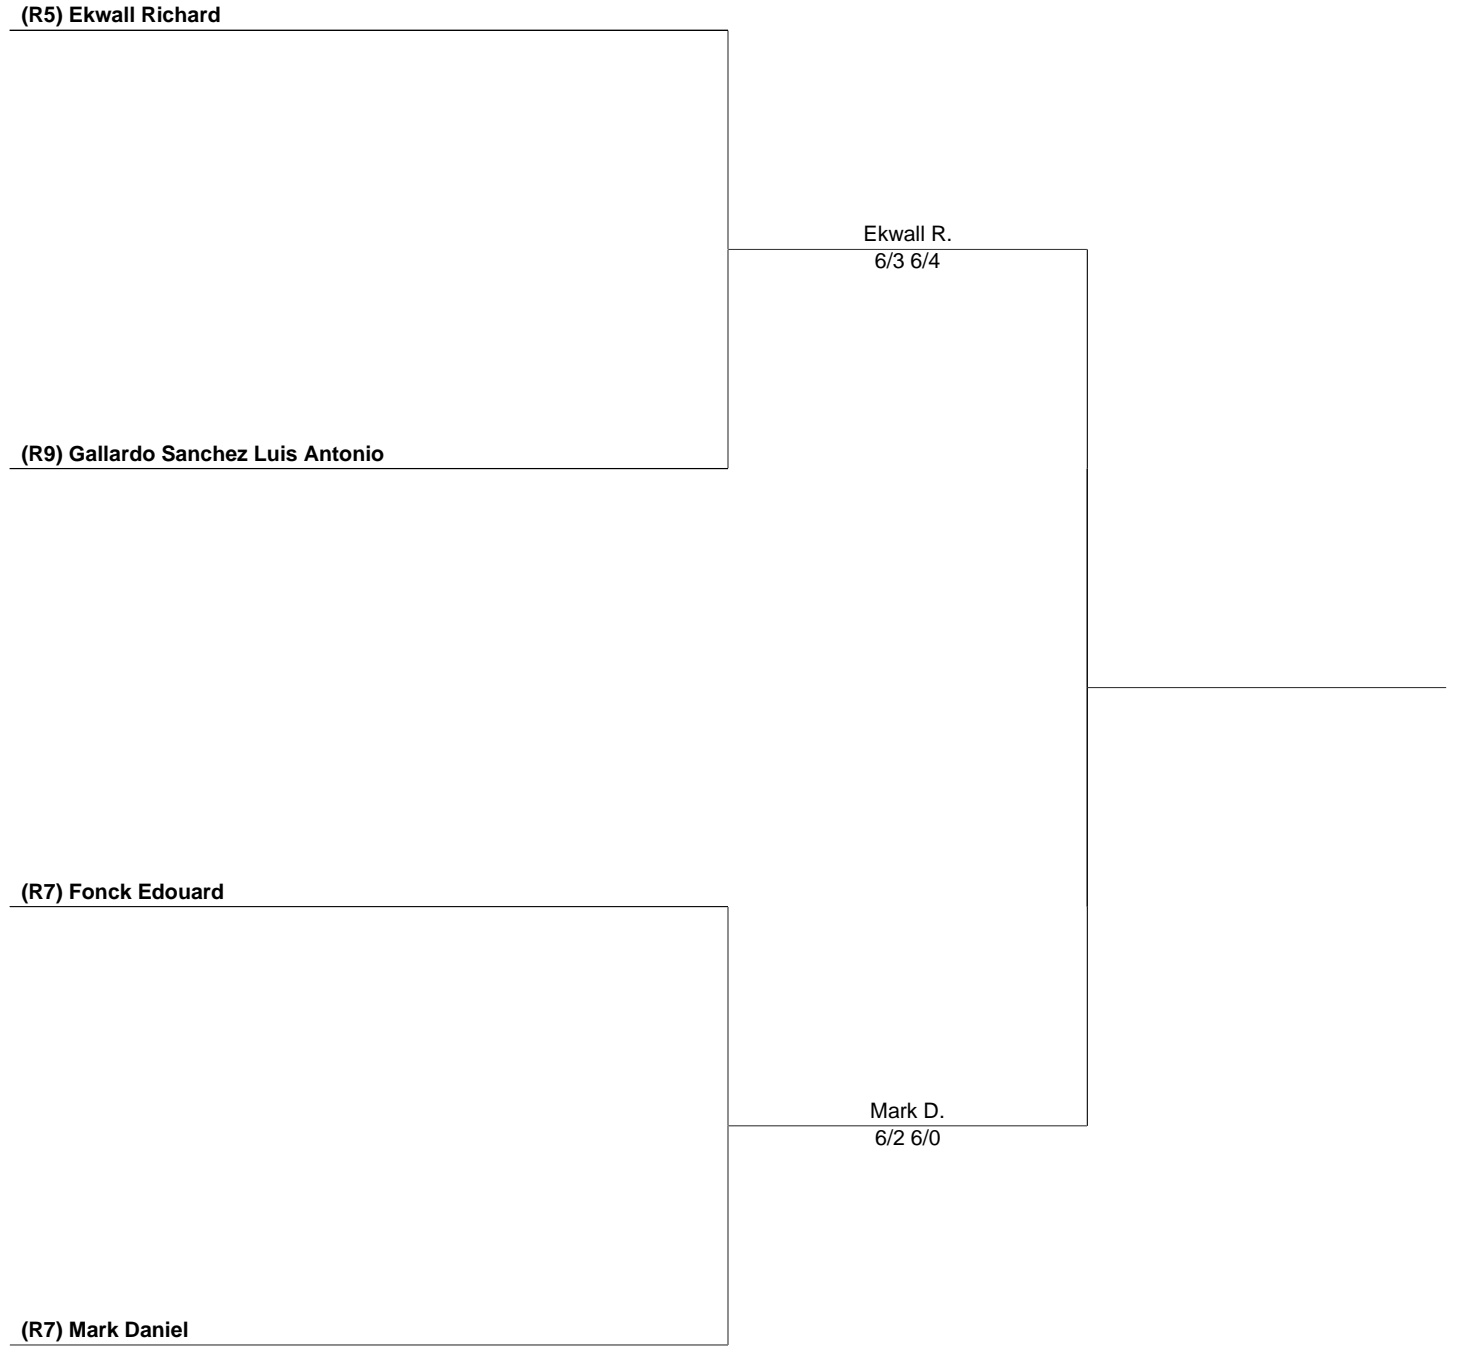 (R5) Ekwall Richard
Ekwall R.
6/3 6/4
(R9) Gallardo Sanchez Luis Antonio
(R7) Fonck Edouard
Mark D.
6/2 6/0
(R7) Mark Daniel